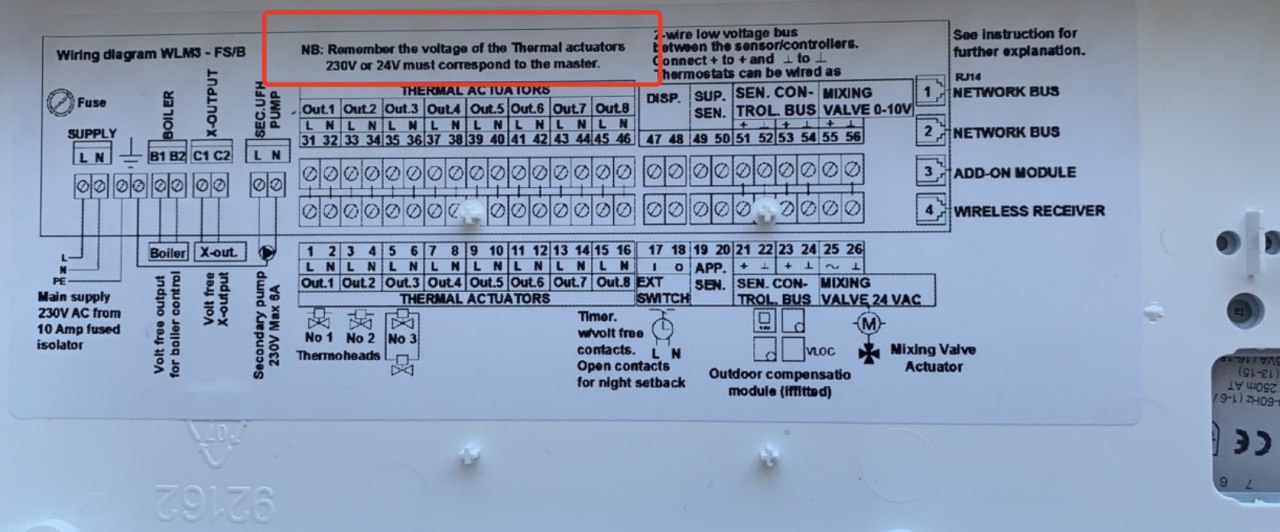 Wiring diagram WLM3 - FS/B
NB: Remember the voltage of the Thermal actuators
230V or 24V must correspond to the master.
2-wire low voltage bus
between the sensor/controllers.
Connect + to + and ⊥ to ⊥
Thermostats can be wired as
See instruction for
further explanation.
Fuse
BOILER
X-OUTPUT
SEC.UFH
PUMP
THERMAL ACTUATORS
Out.1 Out.2 Out.3 Out.4 Out.5 Out.6 Out.7 Out.8
L N L N L N L N L N L N L N L N
31 32 33 34 35 36 37 38 39 40 41 42 43 44 45 46
DISP. SUP. SEN. CON- MIXING
SEN. TROL. BUS VALVE 0-10V
+ ⊥ + ⊥ + ⊥
47 48 49 50 51 52 53 54 55 56
RJ14
1 NETWORK BUS
2 NETWORK BUS
3 ADD-ON MODULE
4 WIRELESS RECEIVER
SUPPLY
L N B1 B2 C1 C2 L N
Boiler X-out.
L
N
PE
Main supply
230V AC from
10 Amp fused
isolator
Volt free output
for boiler control
Volt free
X-output
Secondary pump
230V Max 6A
1 2 3 4 5 6 7 8 9 10 11 12 13 14 15 16
L N L N L N L N L N L N L N L N
Out.1 Out.2 Out.3 Out.4 Out.5 Out.6 Out.7 Out.8
THERMAL ACTUATORS
17 18 19 20 21 22 23 24 25 26
I O APP. + ⊥ + ⊥ ~ ⊥
EXT SEN. SEN. CON- MIXING
SWITCH TROL. BUS VALVE 24 VAC
No 1 No 2 No 3
Thermoheads
Timer.
w/volt free
contacts. L N
Open contacts
for night setback
VLOC
Outdoor compensatio
module (iffitted)
M
Mixing Valve
Actuator
92162